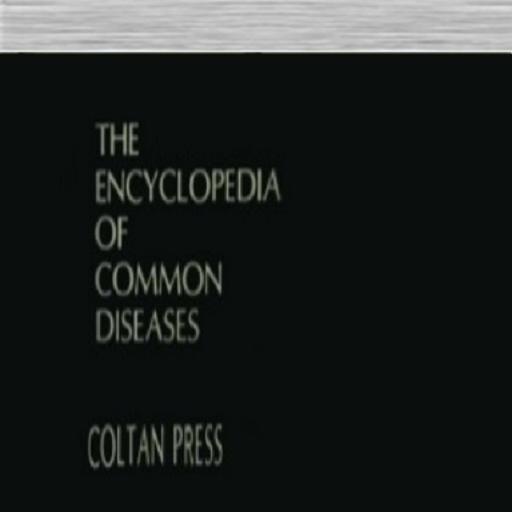 THE
ENCYCLOPEDIA
OF
COMMON
DISEASES
COLTAN PRESS